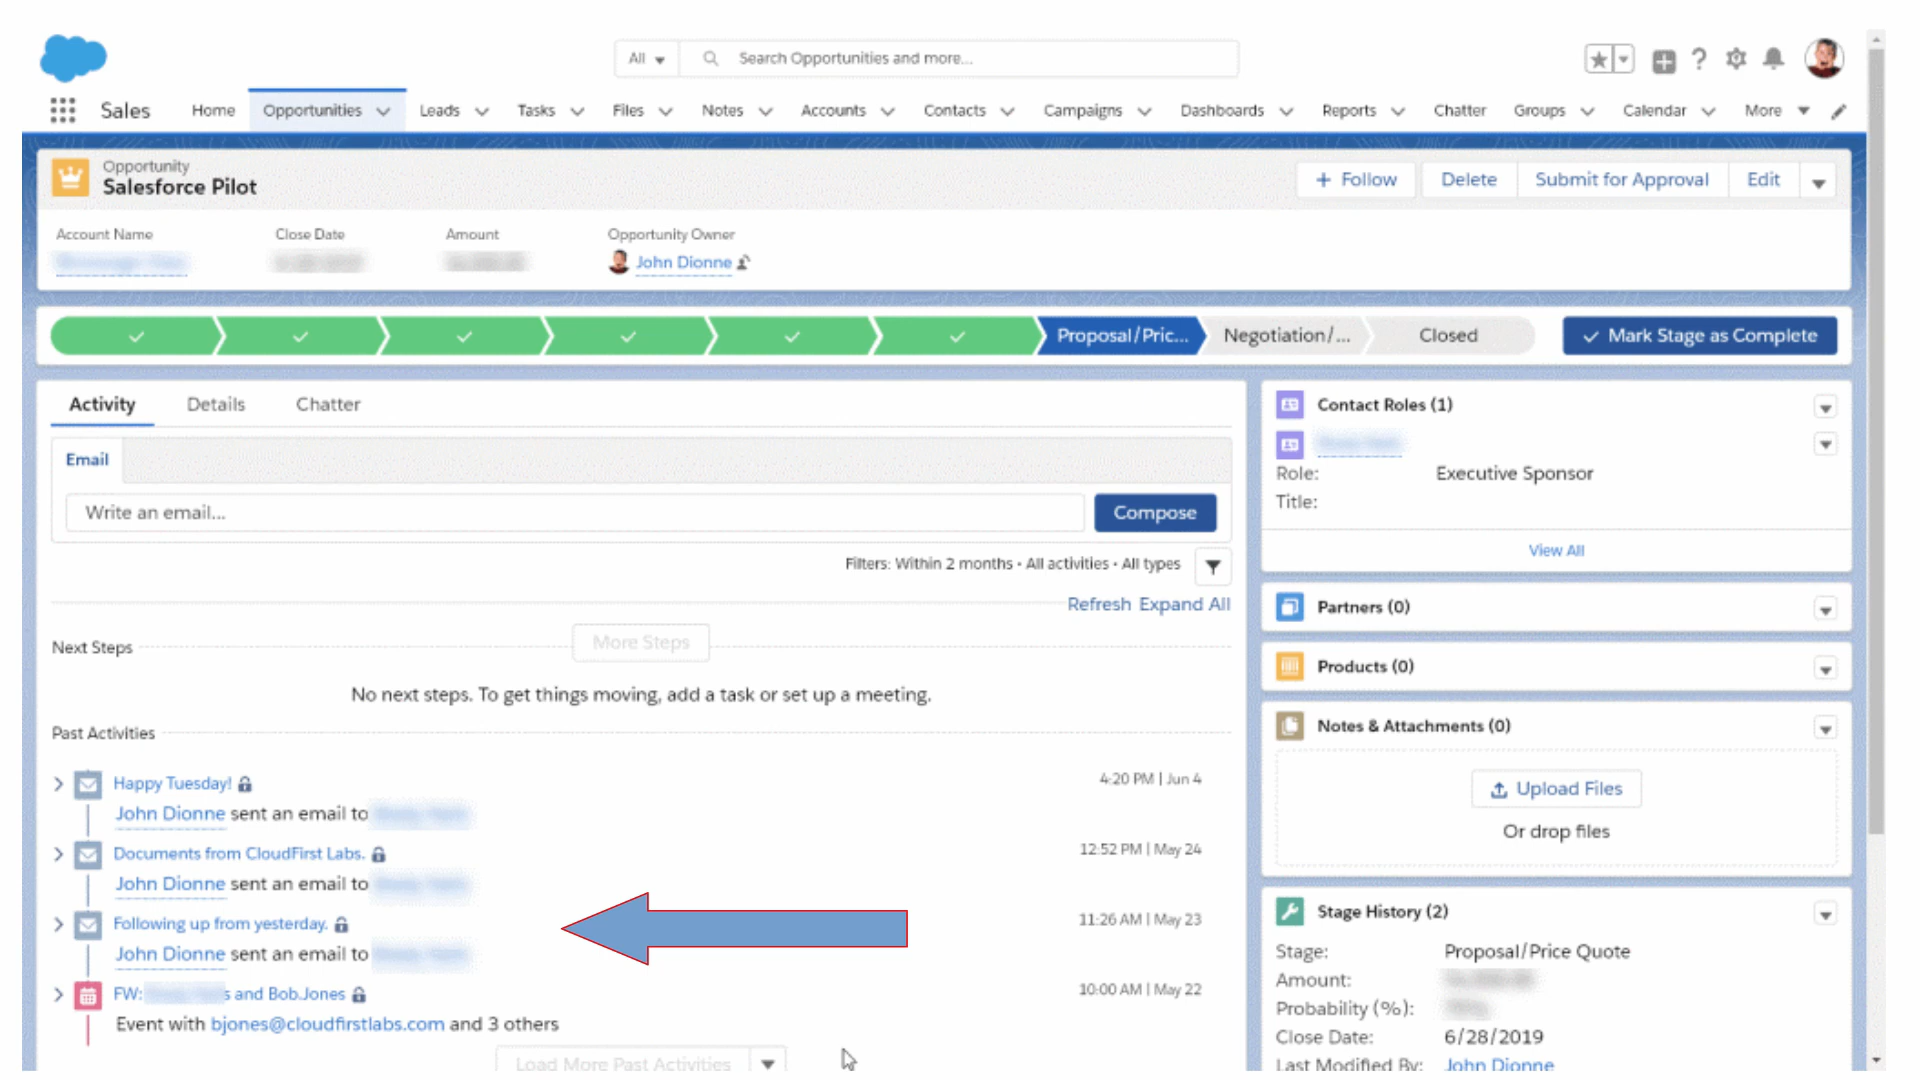 All
Search Opportunities and more...
Sales
Home
Opportunities
Leads
Tasks
Files
Notes
Accounts
Contacts
Campaigns
Dashboards
Reports
Chatter
Groups
Calendar
More
Opportunity
Salesforce Pilot
+ Follow
Delete
Submit for Approval
Edit
Account Name
Close Date
Amount
Opportunity Owner
John Dionne
Proposal/Pric...
Negotiation/...
Closed
Mark Stage as Complete
Activity
Details
Chatter
Email
Write an email...
Compose
Filters: Within 2 months • All activities • All types
Refresh Expand All
Next Steps
More Steps
No next steps. To get things moving, add a task or set up a meeting.
Past Activities
Happy Tuesday!
4:20 PM | Jun 4
John Dionne sent an email to
Documents from CloudFirst Labs.
12:52 PM | May 24
John Dionne sent an email to
Following up from yesterday.
11:26 AM | May 23
John Dionne sent an email to
FW: s and Bob.Jones
10:00 AM | May 22
Event with bjones@cloudfirstlabs.com and 3 others
Load More Past Activities
Contact Roles (1)
Role: Executive Sponsor
Title:
View All
Partners (0)
Products (0)
Notes & Attachments (0)
Upload Files
Or drop files
Stage History (2)
Stage: Proposal/Price Quote
Amount:
Probability (%):
Close Date: 6/28/2019
Last Modified By: John Dionne